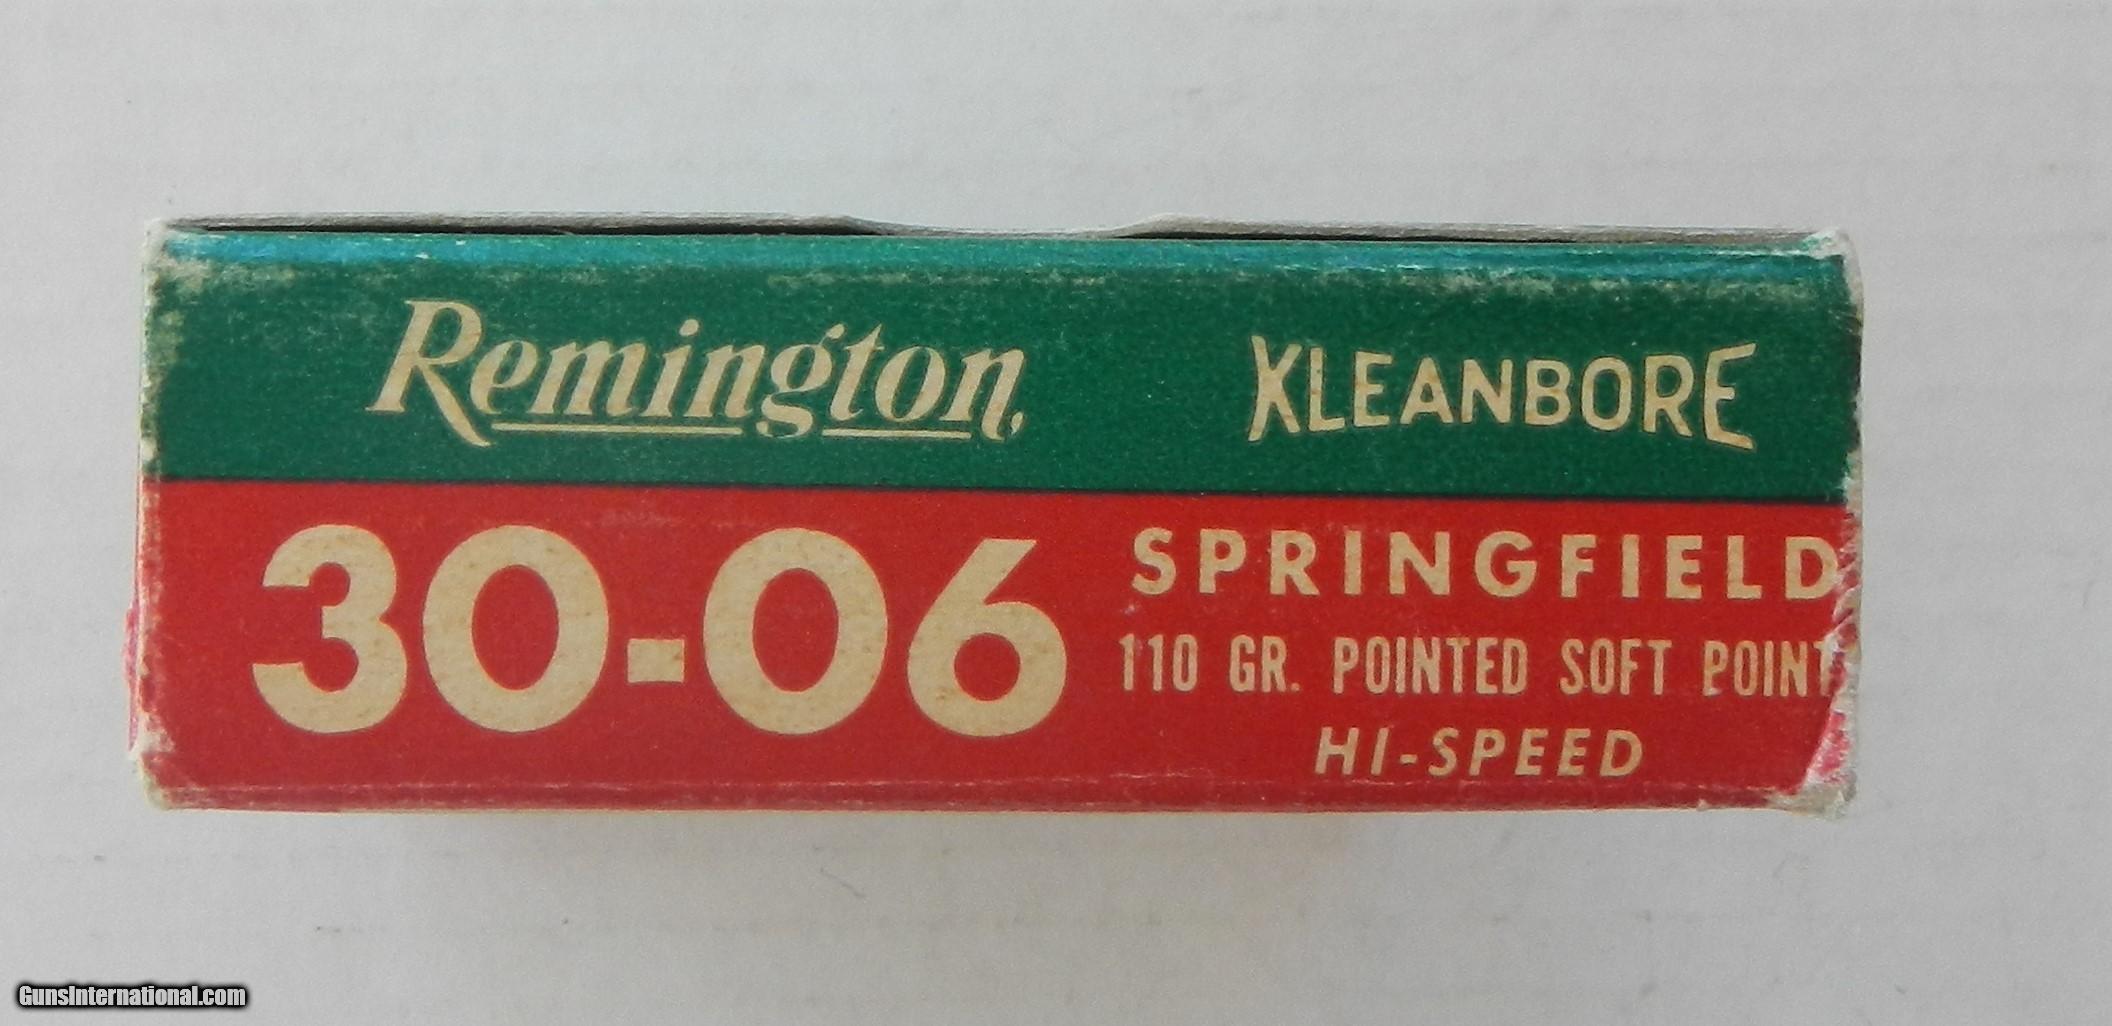 Remington, KLEANBORE
30-06 SPRINGFIELD
110 GR. POINTED SOFT POINT
HI-SPEED
GunsInternational.com